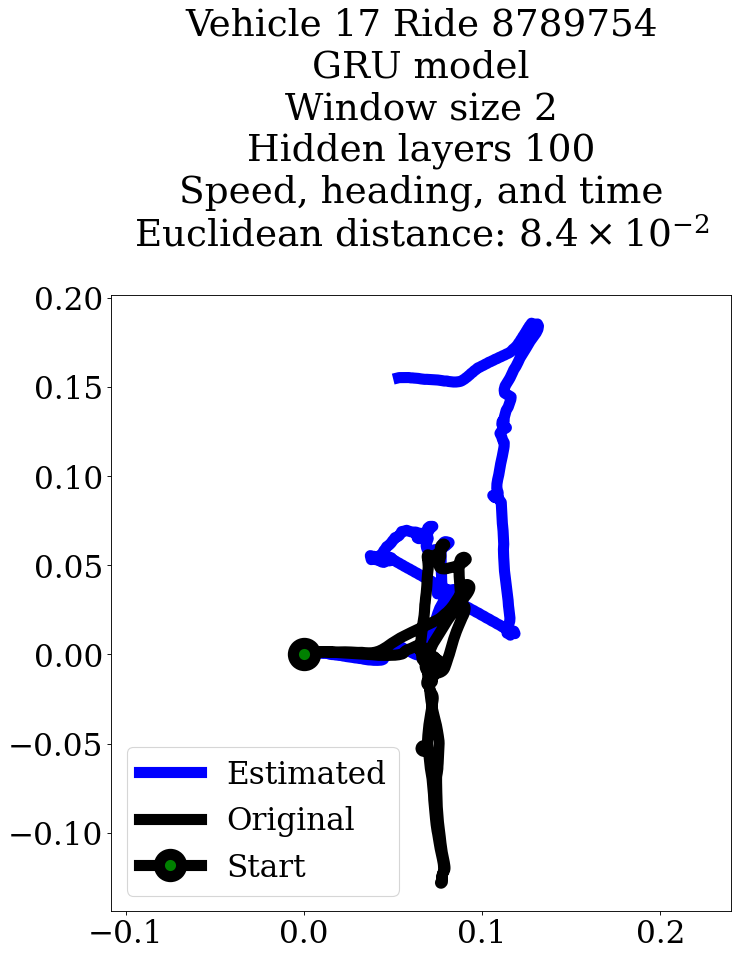 Vehicle 17 Ride 8789754
GRU model
Window size 2
Hidden layers 100
Speed, heading, and time
Euclidean distance: 8.4 × 10⁻²
0.20
0.15
0.10
0.05
0.00
−0.05
−0.10
Estimated
Original
Start
−0.1 0.0 0.1 0.2